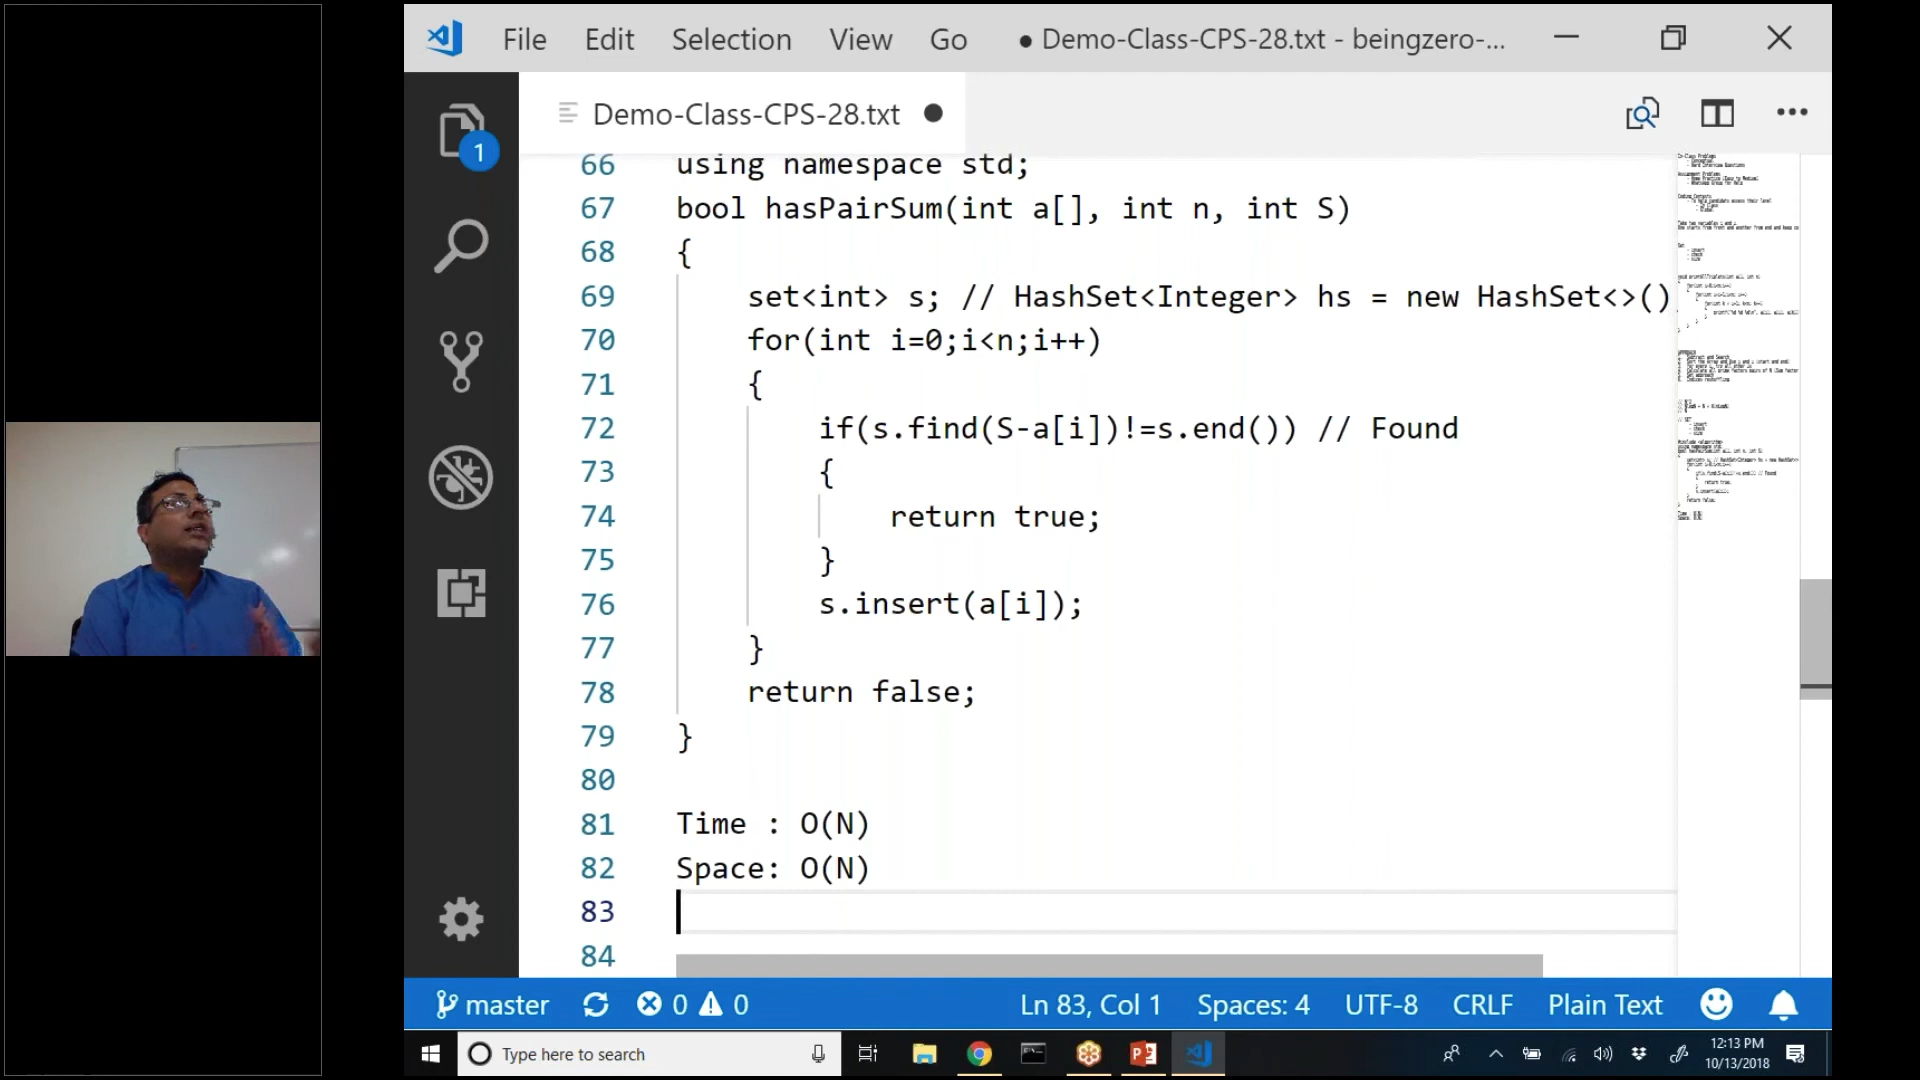 File Edit Selection View Go ● Demo-Class-CPS-28.txt - beingzero-...
Demo-Class-CPS-28.txt
1
66 using namespace std;
67 bool hasPairSum(int a[], int n, int S)
68 {
69 set<int> s; // HashSet<Integer> hs = new HashSet<>()
70 for(int i=0;i<n;i++)
71 {
72 if(s.find(S-a[i])!=s.end()) // Found
73 {
74 return true;
75 }
76 s.insert(a[i]);
77 }
78 return false;
79 }
80
81 Time : O(N)
82 Space: O(N)
83
84
master 0 0 Ln 83, Col 1 Spaces: 4 UTF-8 CRLF Plain Text
Type here to search
12:13 PM
10/13/2018